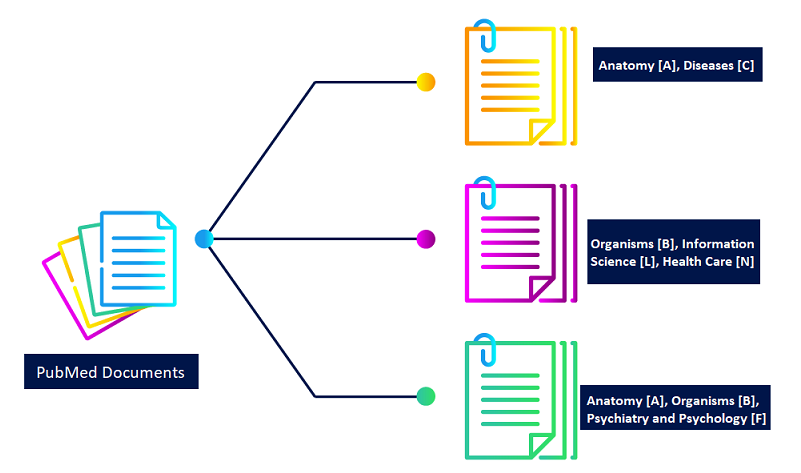 Anatomy [A], Diseases [C]
Organisms [B], Information
Science [L], Health Care [N]
PubMed Documents
Anatomy [A], Organisms [B],
Psychiatry and Psychology [F]